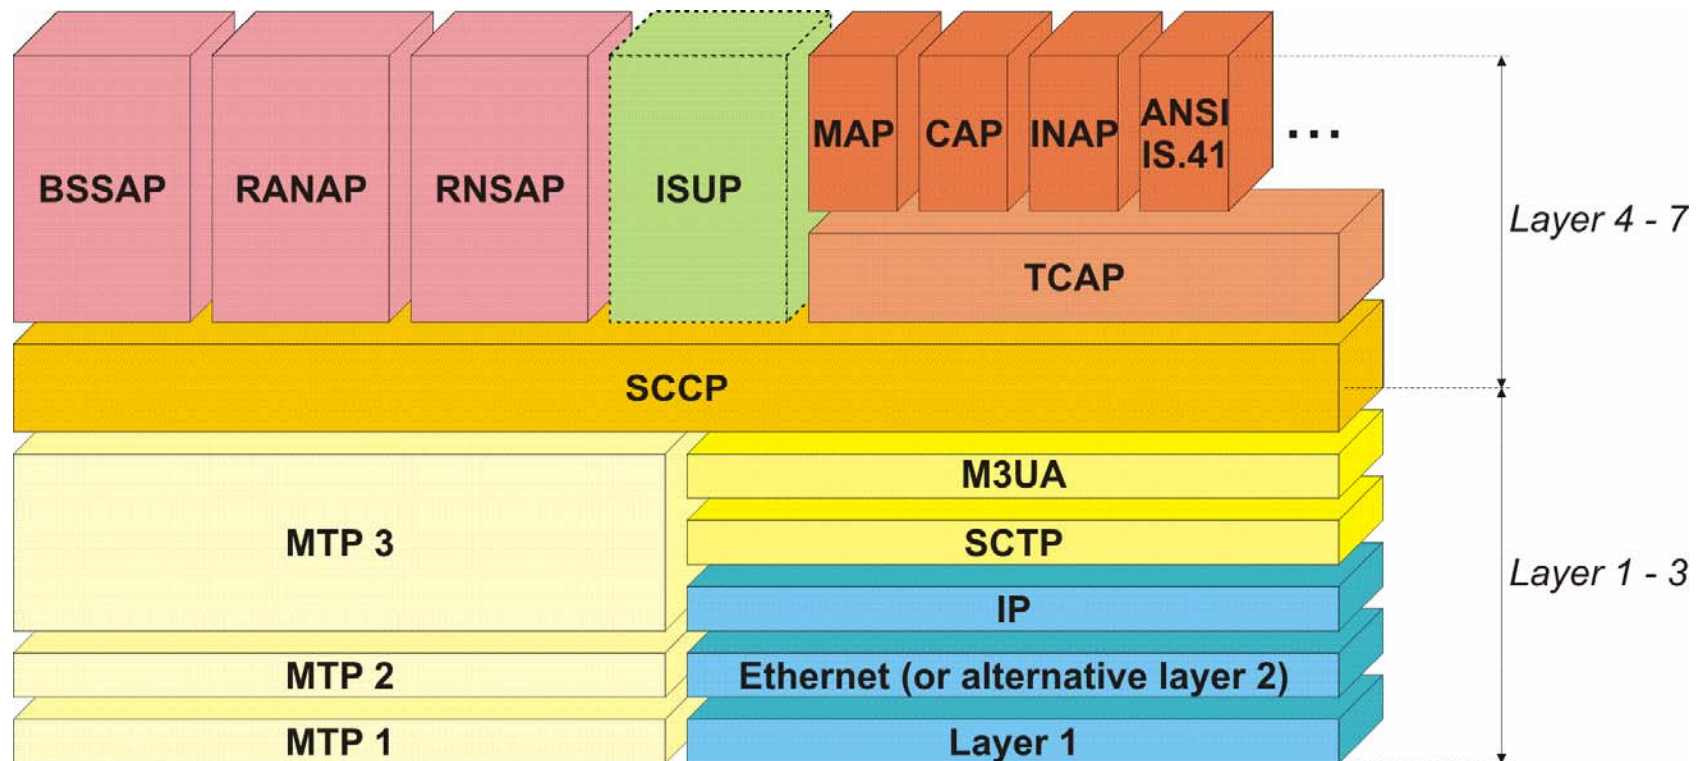 BSSAP
RANAP
RNSAP
ISUP
MAP
CAP
INAP
ANSI
IS.41
...
TCAP
Layer 4 - 7
SCCP
MTP 3
M3UA
SCTP
IP
Layer 1 - 3
MTP 2
Ethernet (or alternative layer 2)
MTP 1
Layer 1